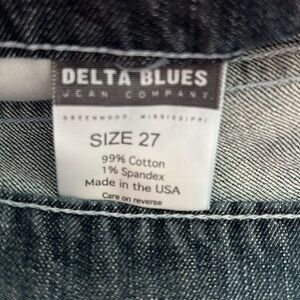 DELTA BLUES
JEAN COMPANY
GREENWOOD, MISSISSIPPI
SIZE 27
99% Cotton
1% Spandex
Made in the USA
Care on reverse